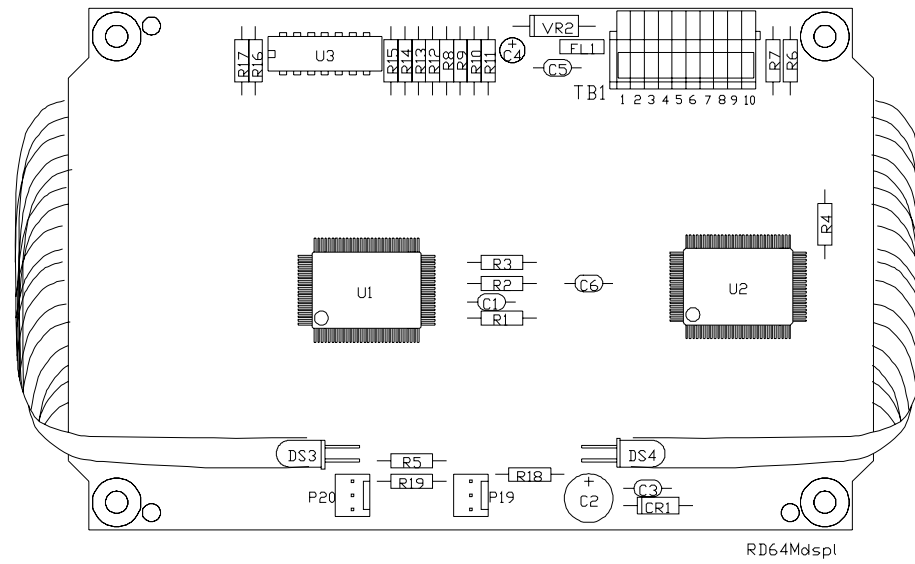 VR2
FL1
C4
C5
TB1
1 2 3 4 5 6 7 8 9 10
R17
R16
U3
R15
R14
R13
R12
R8
R9
R10
R11
R7
R6
R4
U1
R3
R2
C1
R1
C6
U2
DS3
DS4
R5
R19
R18
P20
P19
C2
C3
CR1
RD64Mdspl